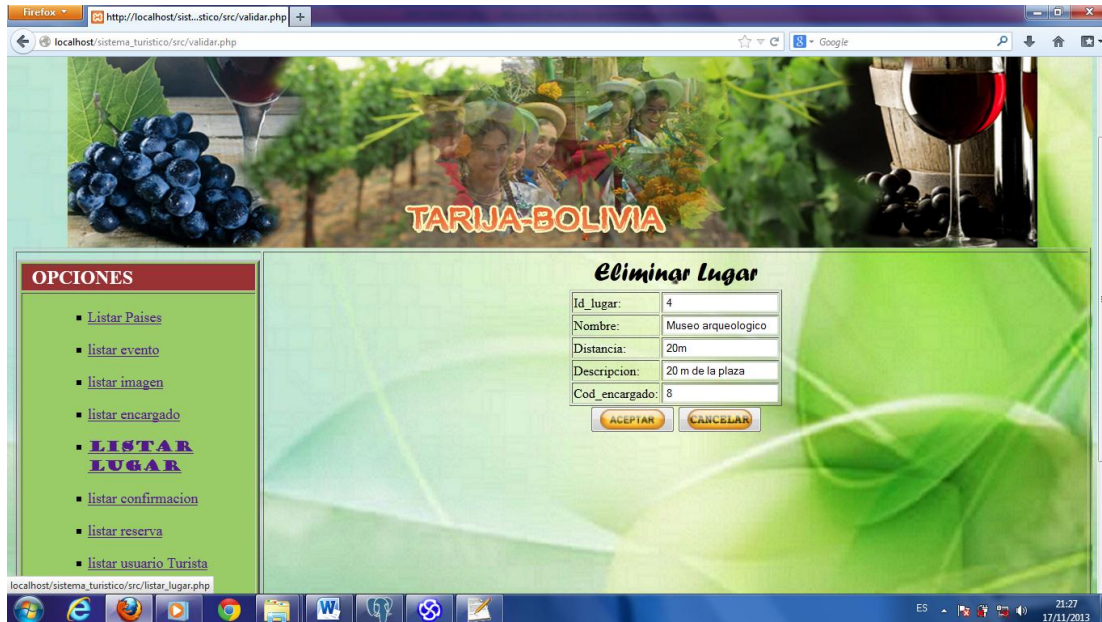 Firefox
http://localhost/sist...stico/src/validar.php
localhost/sistema_turistico/src/validar.php
Google
TARIJA-BOLIVIA
OPCIONES
Listar Paises
listar evento
listar imagen
listar encargado
LISTAR
LUGAR
listar confirmacion
listar reserva
listar usuario Turista
Eliminar Lugar
Id_lugar: 4
Nombre: Museo arqueologico
Distancia: 20m
Descripcion: 20 m de la plaza
Cod_encargado: 8
ACEPTAR CANCELAR
localhost/sistema_turistico/src/listar_lugar.php
ES
21:27
17/11/2013